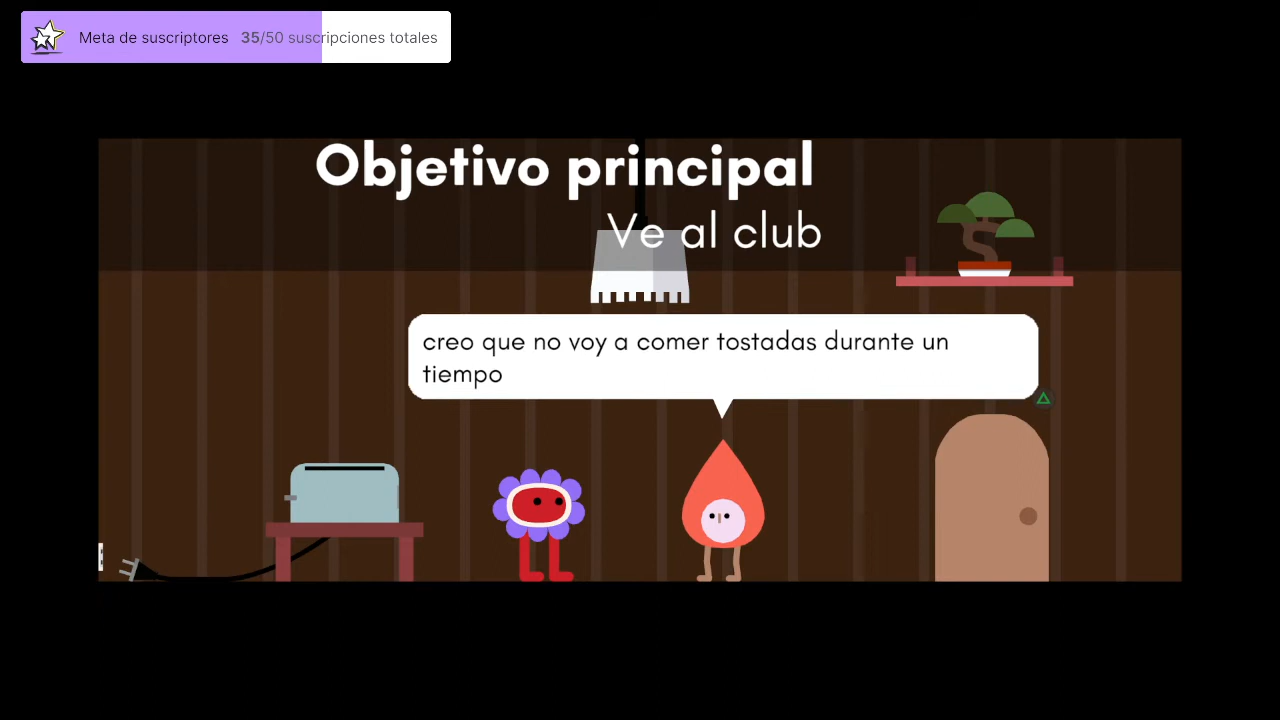 Meta de suscriptores 35/50 suscripciones totales
Objetivo principal
Ve al club
creo que no voy a comer tostadas durante un
tiempo